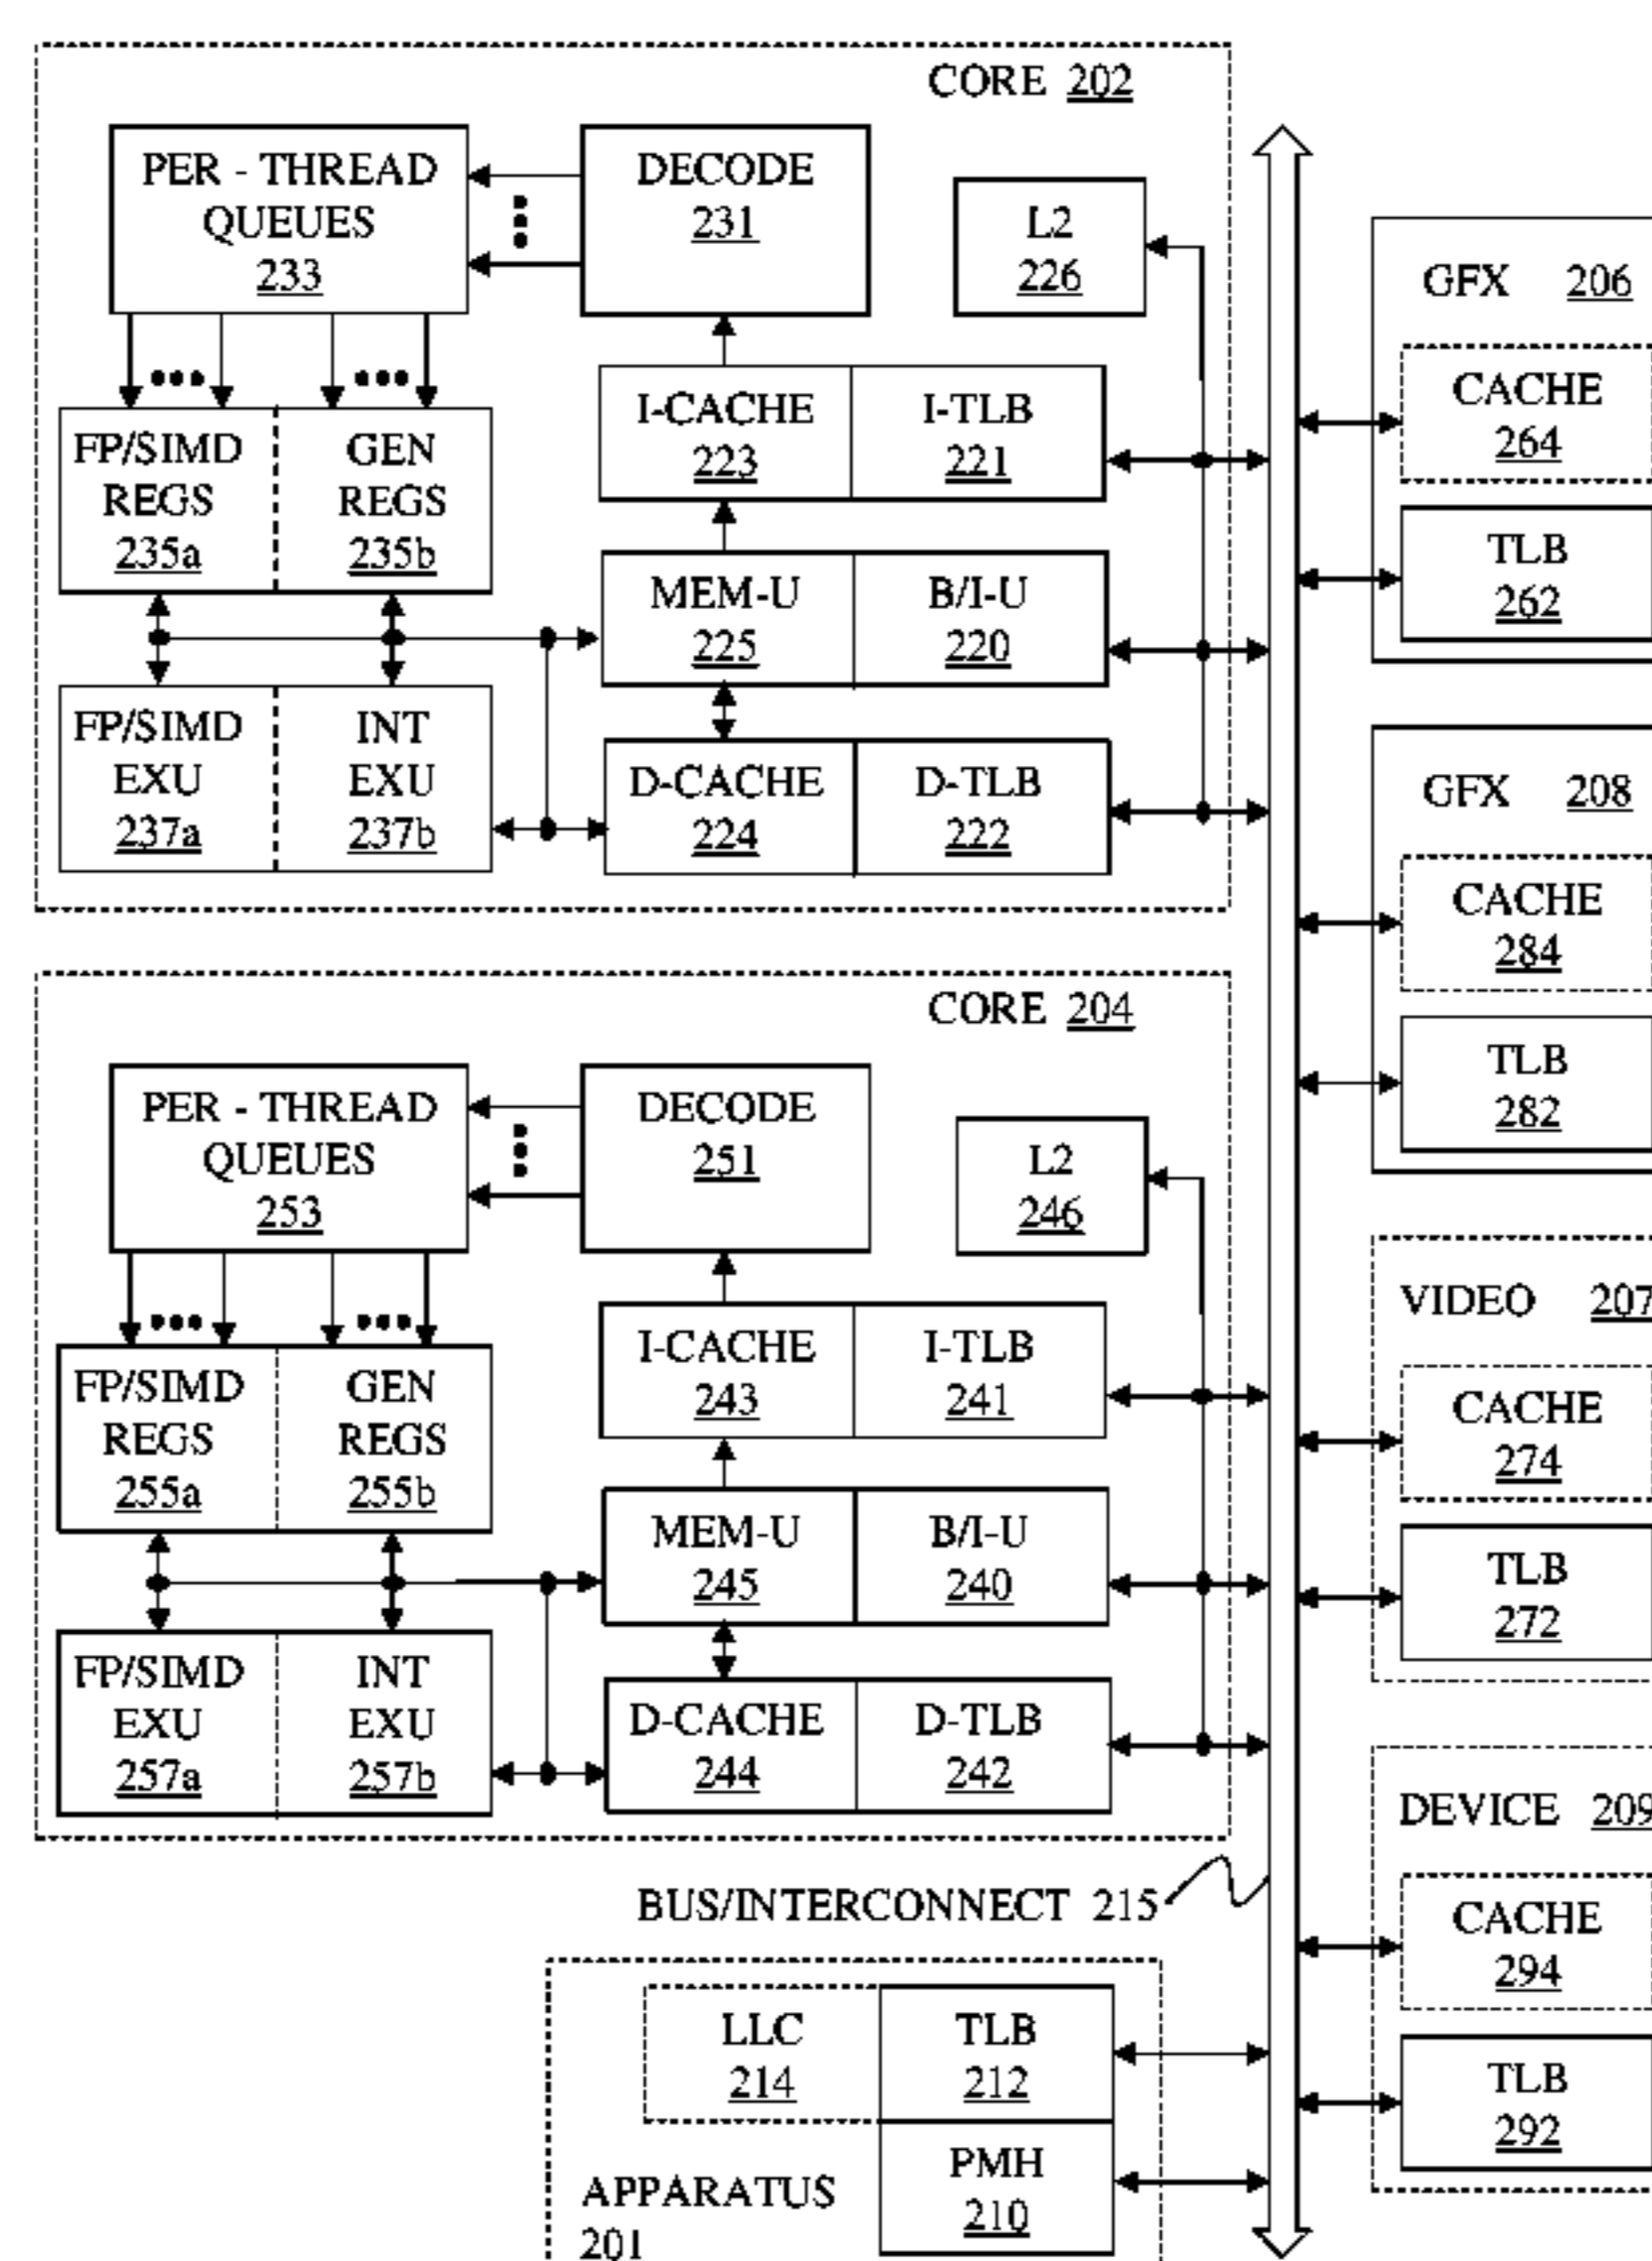 CORE 202
PER - THREAD
QUEUES
233
DECODE
231
L2
226
FP/SIMD
REGS
235a
GEN
REGS
235b
I-CACHE
223
I-TLB
221
MEM-U
225
B/I-U
220
FP/SIMD
EXU
237a
INT
EXU
237b
D-CACHE
224
D-TLB
222
CORE 204
PER - THREAD
QUEUES
253
DECODE
251
L2
246
FP/SIMD
REGS
255a
GEN
REGS
255b
I-CACHE
243
I-TLB
241
MEM-U
245
B/I-U
240
FP/SIMD
EXU
257a
INT
EXU
257b
D-CACHE
244
D-TLB
242
BUS/INTERCONNECT 215
LLC
214
TLB
212
PMH
210
APPARATUS
201
GFX 206
CACHE
264
TLB
262
GFX 208
CACHE
284
TLB
282
VIDEO 207
CACHE
274
TLB
272
DEVICE 209
CACHE
294
TLB
292